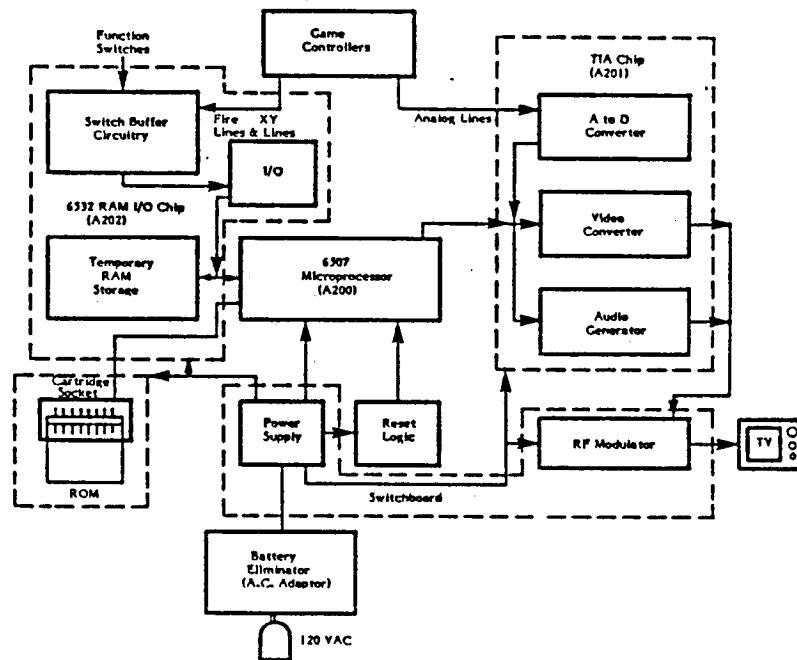 Function
Switches
Game
Controllers
TIA Chip
(A201)
Switch Buffer
Circuitry
Fire XY
Lines & Lines
Analog Lines
A to D
Converter
I/O
6532 RAM I/O Chip
(A202)
Temporary
RAM
Storage
6507
Microprocessor
(A200)
Video
Converter
Audio
Generator
Cartridge
Socket
ROM
Power
Supply
Reset
Logic
RF Modulator
TV
Switchboard
Battery
Eliminator
(A.C. Adaptor)
120 VAC